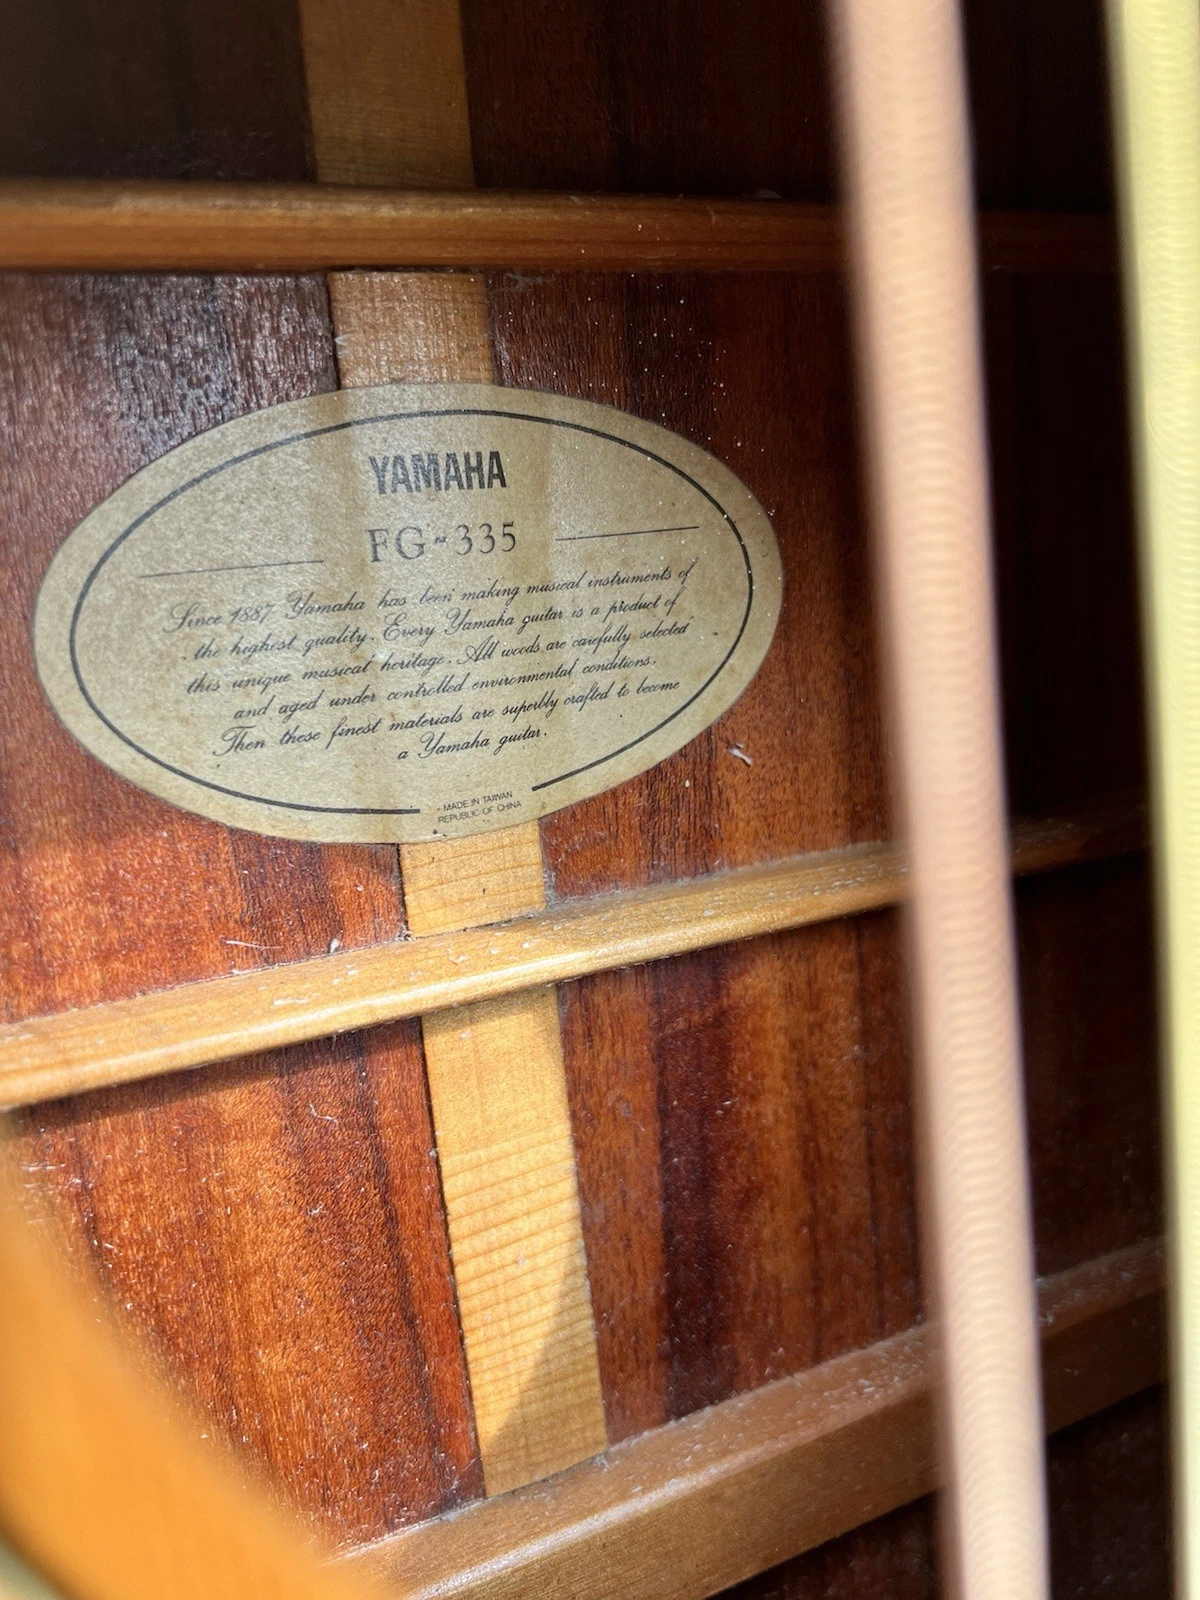 YAMAHA
FG-335
Since 1887 Yamaha has been making musical instruments of
the highest quality. Every Yamaha guitar is a product of
this unique musical heritage. All woods are carefully selected
and aged under controlled environmental conditions.
Then these finest materials are superbly crafted to become
a Yamaha guitar.
MADE IN TAIWAN
REPUBLIC OF CHINA